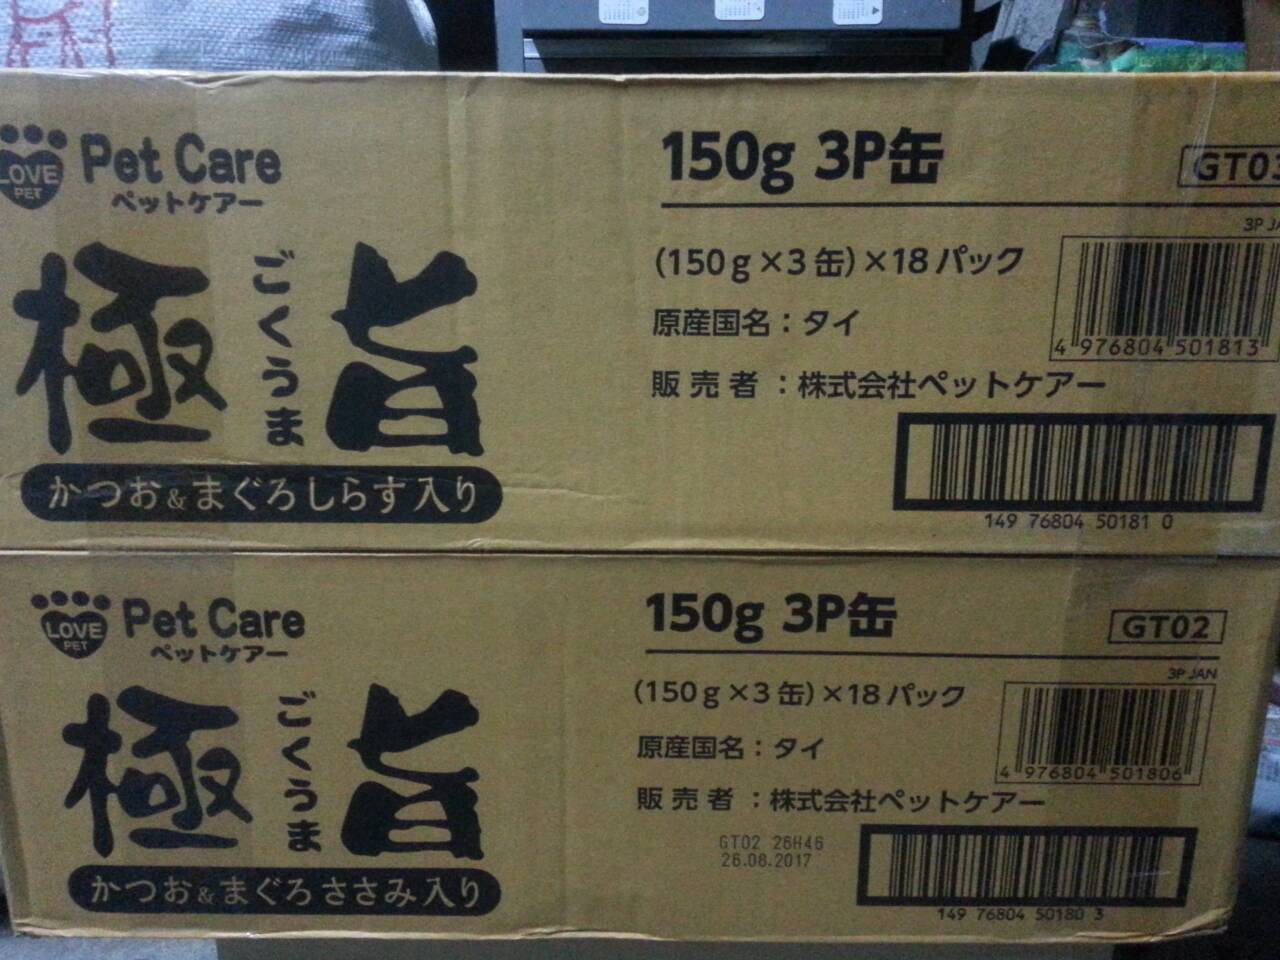 LOVE
PET
Pet Care
ペットケアー
極旨
ごくうま
かつお&まぐろしらす入り
150g 3P缶
GT03
(150g×3缶)×18パック
原産国名：タイ
販売者：株式会社ペットケアー
4 976804 501813
149 76804 50181 0
LOVE
PET
Pet Care
ペットケアー
極旨
ごくうま
かつお&まぐろささみ入り
150g 3P缶
GT02
3P JAN
(150g×3缶)×18パック
原産国名：タイ
販売者：株式会社ペットケアー
4 976804 501806
GT02 26H46
26.08.2017
149 76804 50180 3